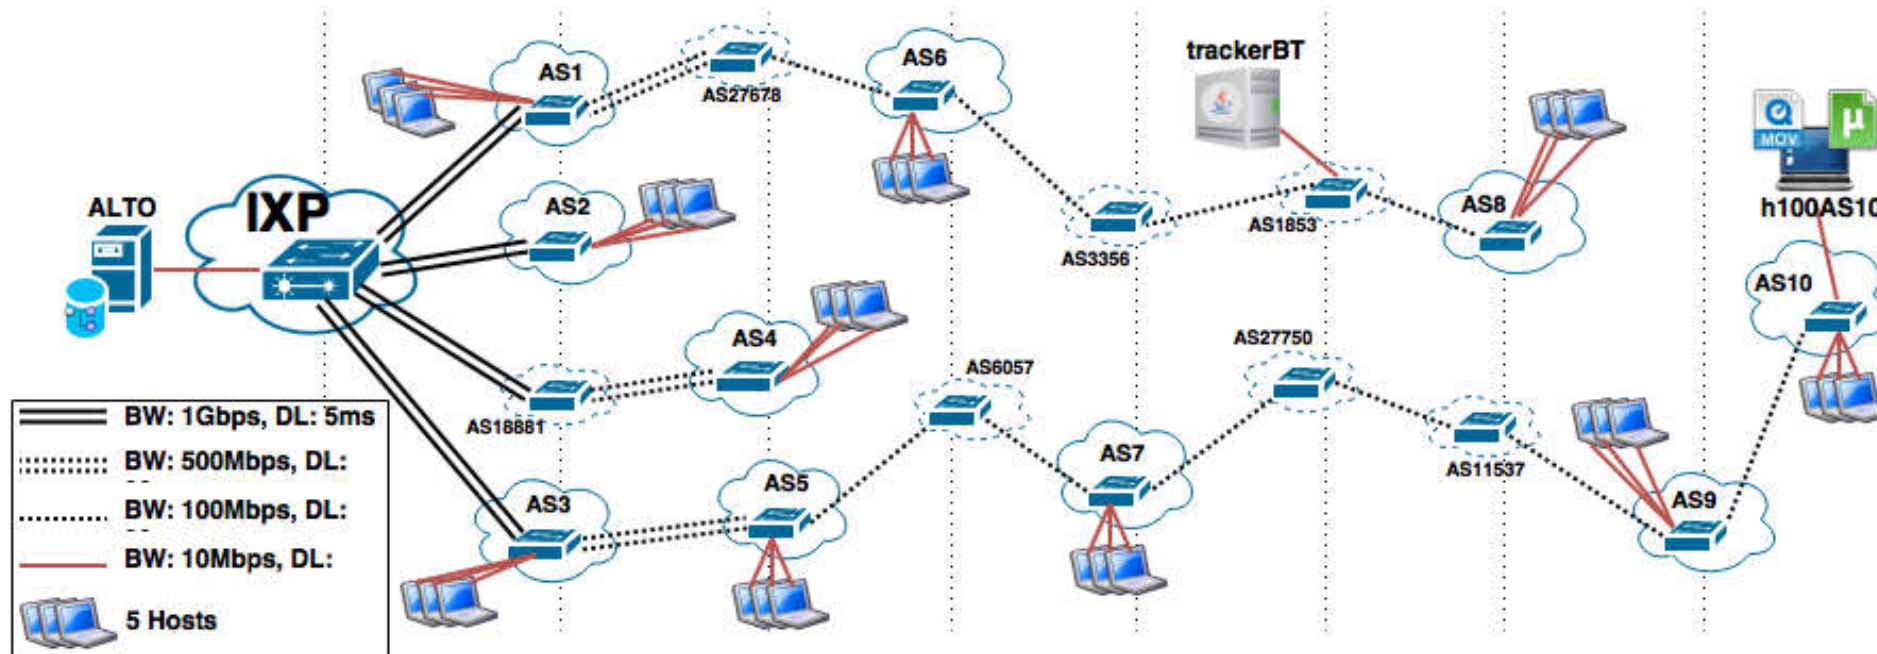 AS1
AS27678
AS6
trackerBT
MOV
µ
h100AS10
ALTO
IXP
AS2
AS3356
AS1853
AS8
AS10
AS4
AS18881
AS6057
AS27750
AS3
AS5
AS7
AS11537
AS9
BW: 1Gbps, DL: 5ms
BW: 500Mbps, DL:
BW: 100Mbps, DL:
BW: 10Mbps, DL:
5 Hosts